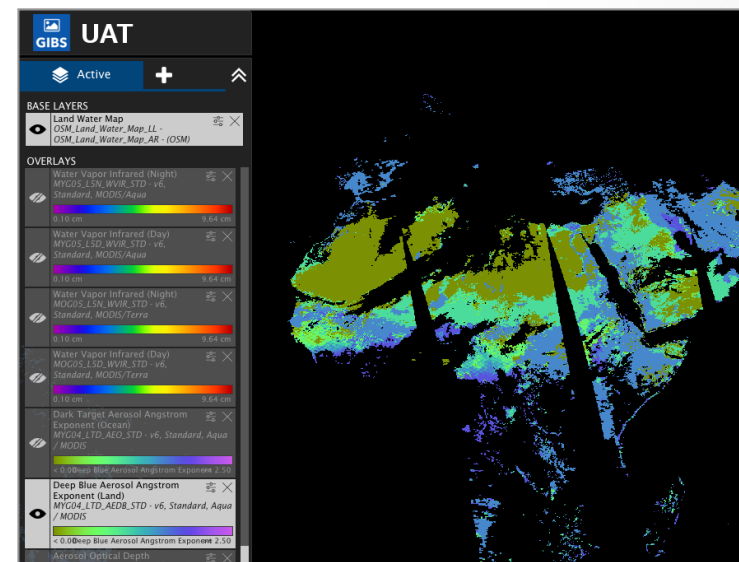 GIBS UAT
Active
BASE LAYERS
Land Water Map
OSM_Land_Water_Map_LL -
OSM_Land_Water_Map_AR - (OSM)
OVERLAYS
Water Vapor Infrared (Night)
MYG05_LSN_WVIR_STD - v6,
Standard, MODIS/Aqua
0.10 cm 9.64 cm
Water Vapor Infrared (Day)
MYG05_LSD_WVIR_STD - v6,
Standard, MODIS/Aqua
0.10 cm 9.64 cm
Water Vapor Infrared (Night)
MOG05_LSN_WVIR_STD - v6,
Standard, MODIS/Terra
0.10 cm 9.64 cm
Water Vapor Infrared (Day)
MOG05_LSD_WVIR_STD - v6,
Standard, MODIS/Terra
0.10 cm 9.64 cm
Dark Target Aerosol Angstrom
Exponent (Ocean)
MYG04_LTD_AEO_STD - v6, Standard, Aqua
/ MODIS
< 0.00 Deep Blue Aerosol Angstrom Exponent 2.50
Deep Blue Aerosol Angstrom
Exponent (Land)
MYG04_LTD_AEDB_STD - v6, Standard, Aqua
/ MODIS
< 0.00 Deep Blue Aerosol Angstrom Exponent 2.50
Aerosol Optical Depth